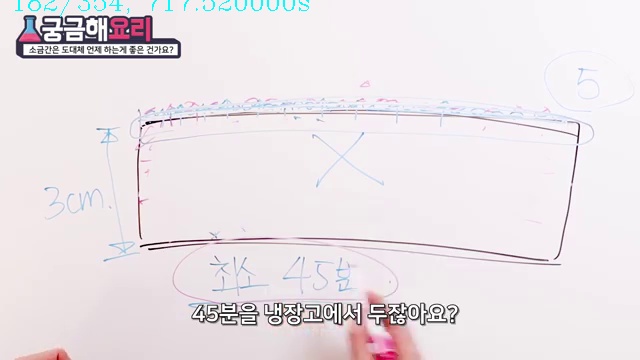 182/354, 717.520000s
궁금해요리
소금간은 도대체 언제 하는게 좋은 건가요?
5
3cm.
최소 45분
45분을 냉장고에서 두잖아요?